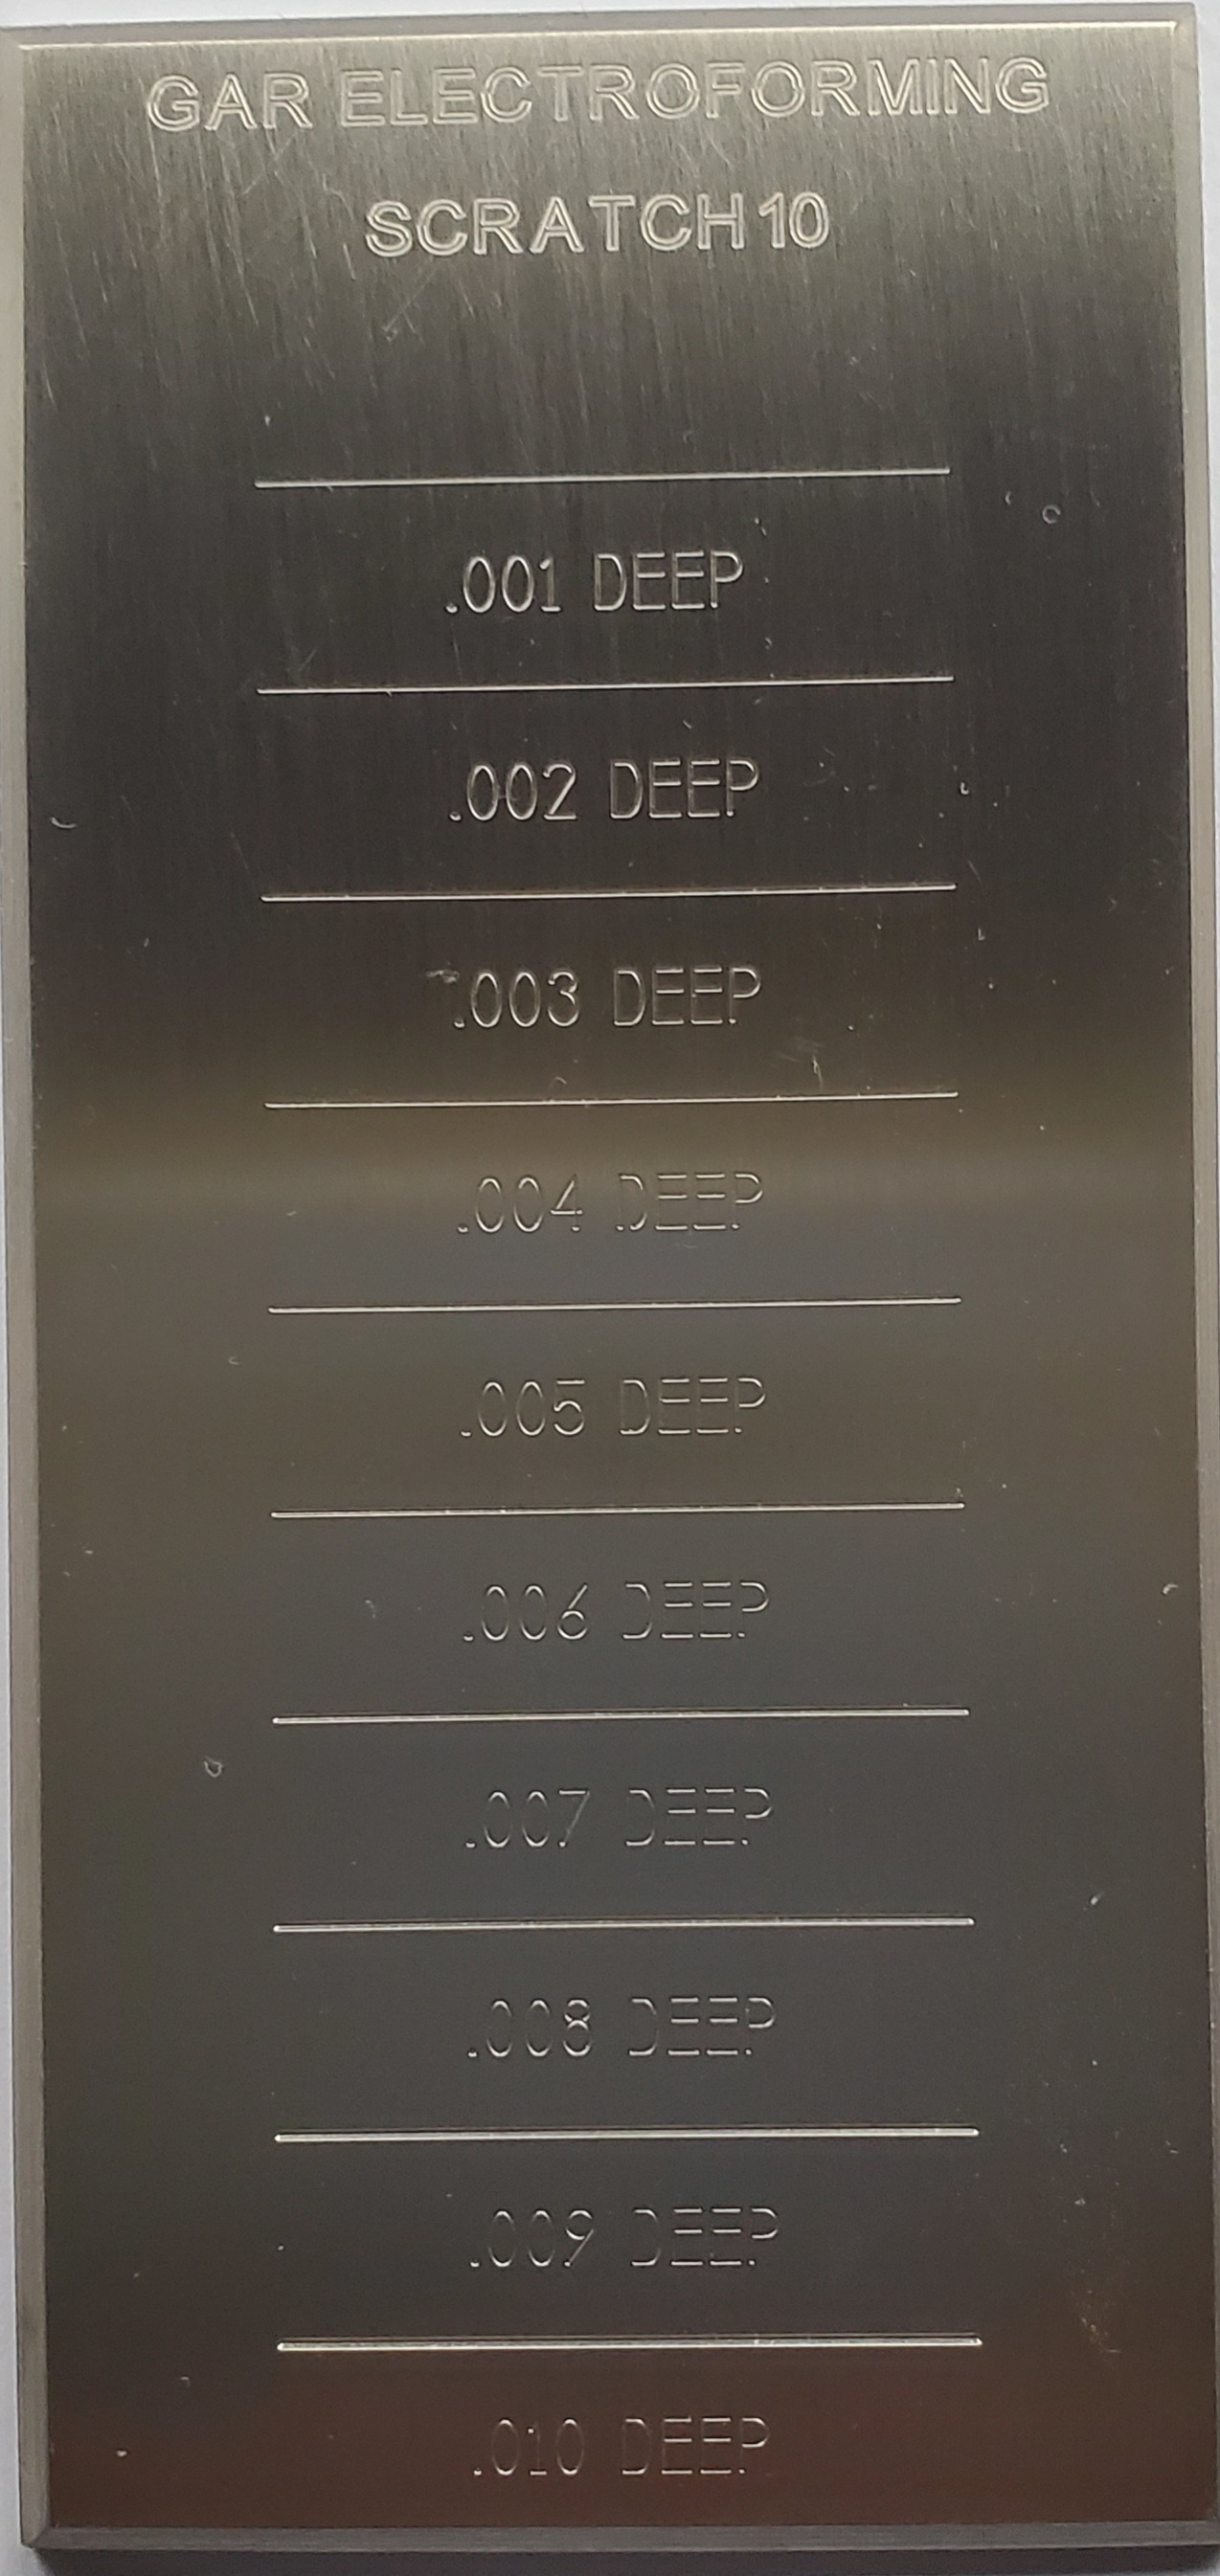 GAR ELECTROFORMING
SCRATCH 10
.001 DEEP
.002 DEEP
.003 DEEP
.004 DEEP
.005 DEEP
.006 DEEP
.007 DEEP
.008 DEEP
.009 DEEP
.010 DEEP